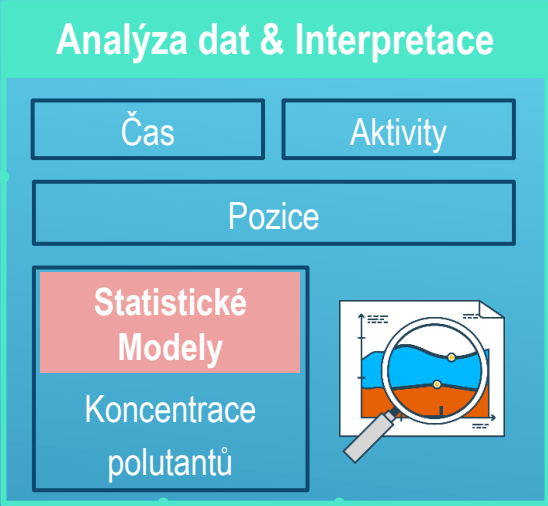 Analýza dat & Interpretace
Čas
Aktivity
Pozice
Statistické
Modely
Koncentrace
polutantů